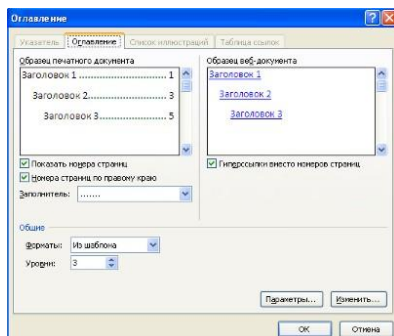 Оглавление
Указатель Оглавление Список иллюстраций Таблица ссылок
Образец печатного документа
Заголовок 1 ............................ 1
Заголовок 2 ........................ 3
Заголовок 3 .................... 5
Образец веб-документа
Заголовок 1
Заголовок 2
Заголовок 3
Показать номера страниц
Номера страниц по правому краю
Заполнитель: .......
Гиперссылки вместо номеров страниц
Общие
Форматы: Из шаблона
Уровни: 3
Параметры... Изменить...
ОК Отмена